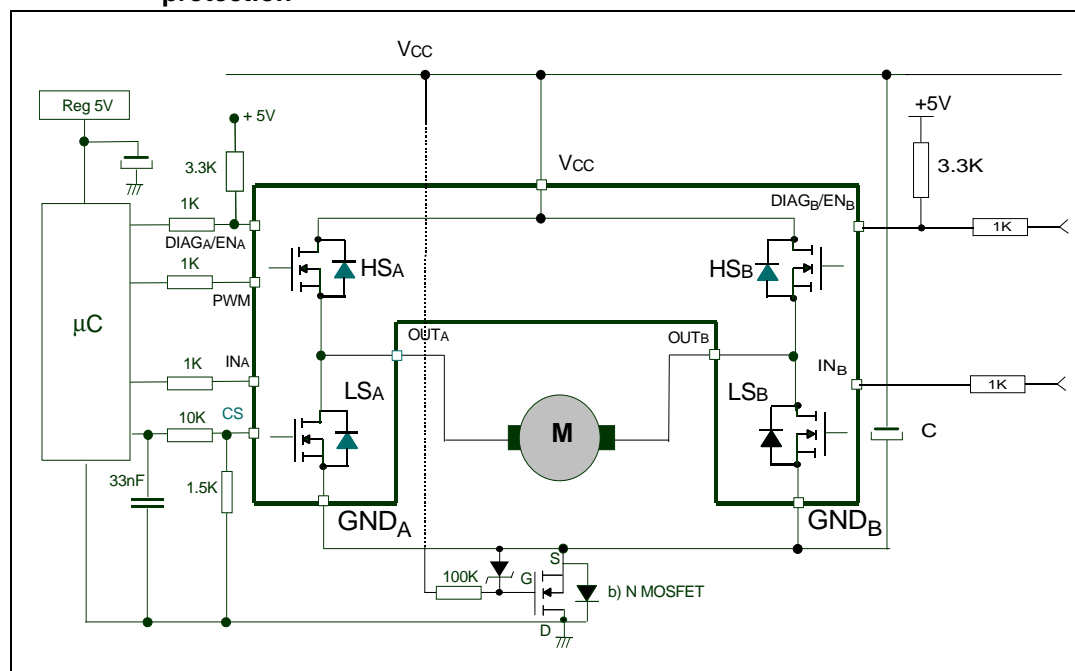 protection
VCC
Reg 5V
+ 5V
+5V
3.3K
VCC
3.3K
1K
DIAGB/ENB
1K
DIAGA/ENA
HSA
HSB
1K
PWM
µC
OUTA
OUTB
INB
1K
INA
1K
LSA
LSB
10K
CS
M
C
33nF
1.5K
GNDA
GNDB
S
100K
G
b) N MOSFET
D